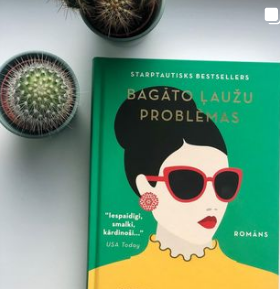 STARPTAUTISKS BESTSELLERS
BAGĀTO ĻAUŽU
PROBLĒMAS
"Iespaidīgi,
smalki,
kārdinoši..."
USA Today
ROMĀNS